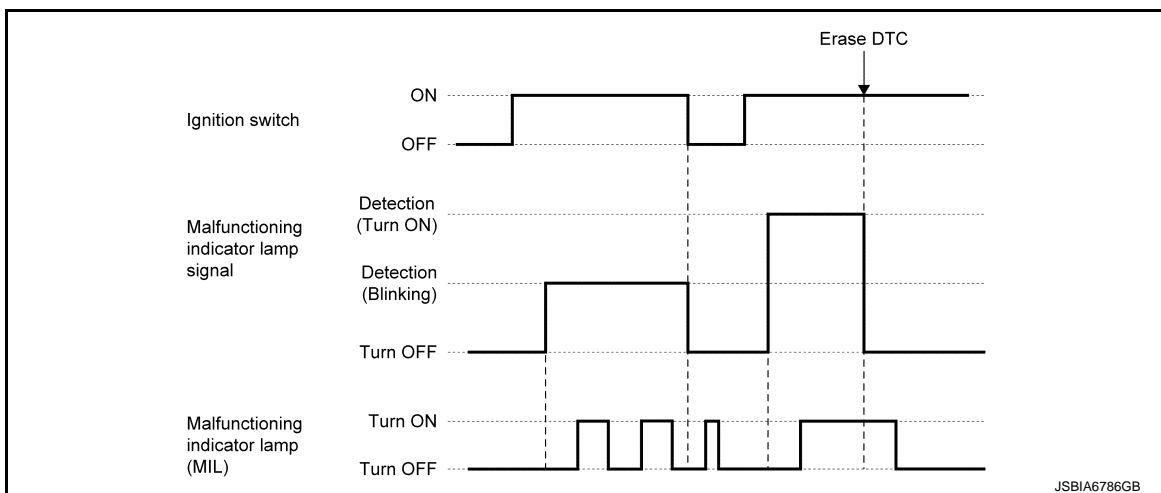 Erase DTC
Ignition switch
ON
OFF
Malfunctioning
indicator lamp
signal
Detection
(Turn ON)
Detection
(Blinking)
Turn OFF
Malfunctioning
indicator lamp
(MIL)
Turn ON
Turn OFF
JSBIA6786GB